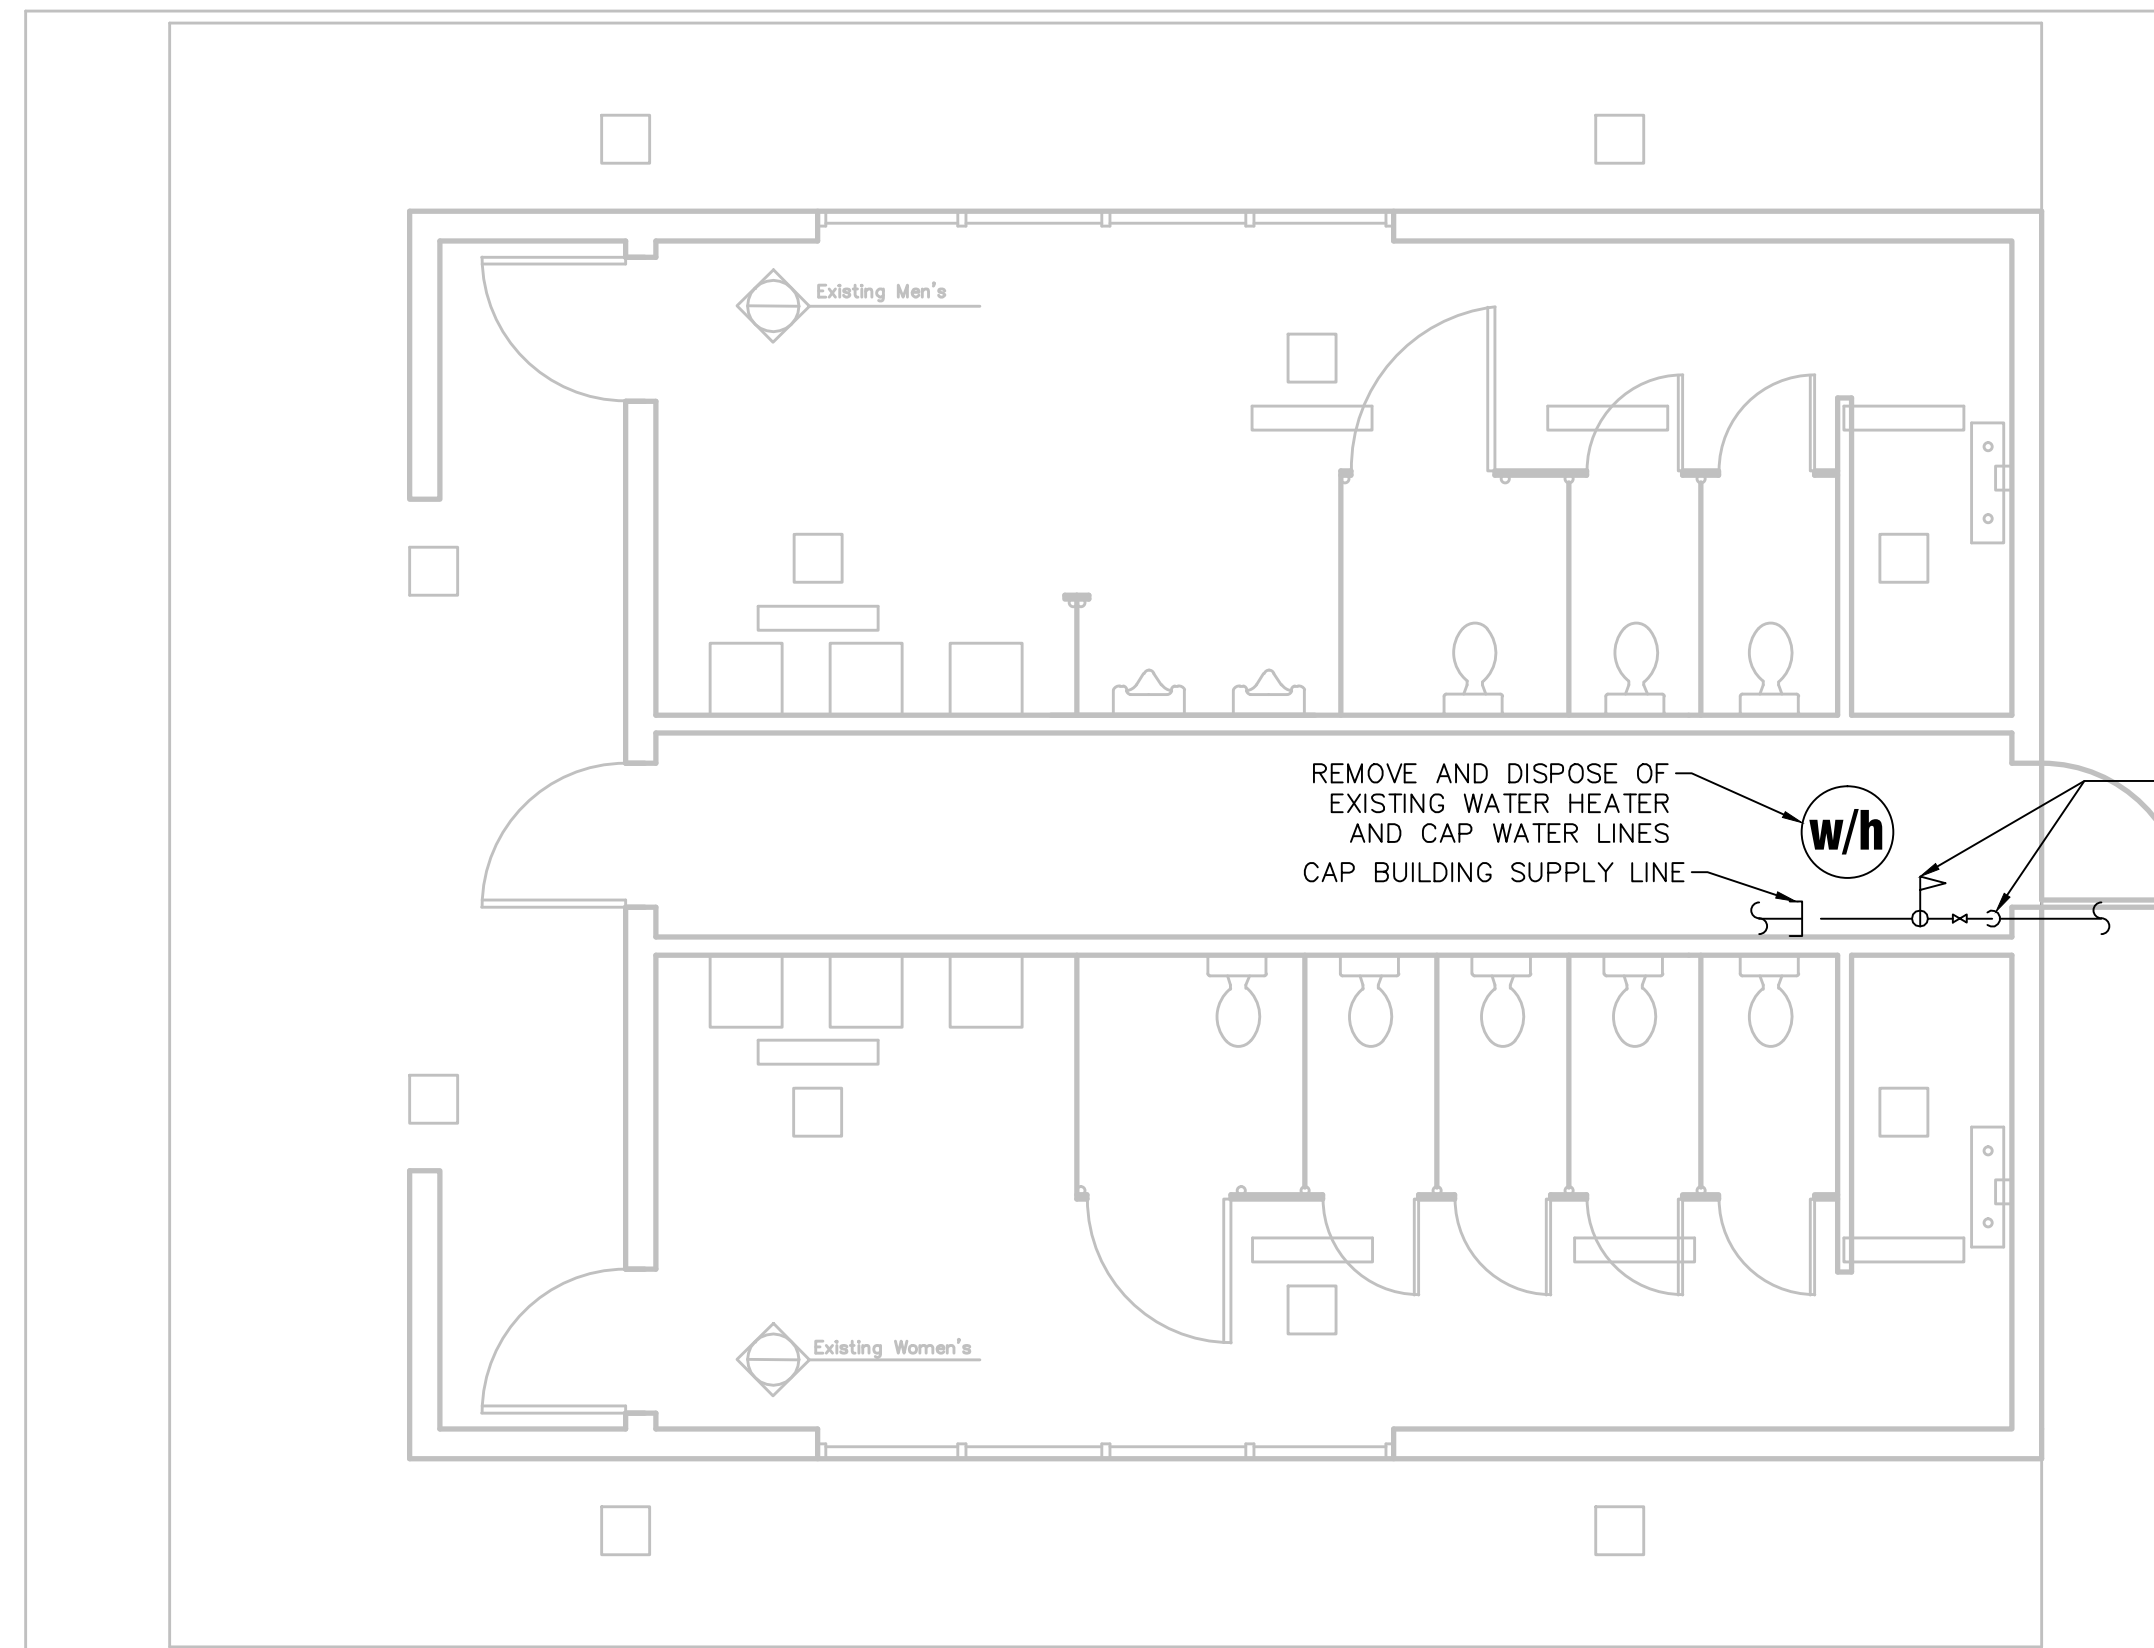 Existing Men's
REMOVE AND DISPOSE OF
EXISTING WATER HEATER
AND CAP WATER LINES
w/h
CAP BUILDING SUPPLY LINE
Existing Women's